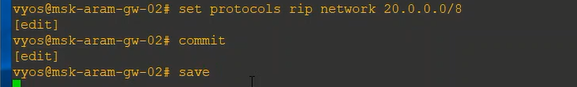 vyos@msk-aram-gw-02# set protocols rip network 20.0.0.0/8
[edit]
vyos@msk-aram-gw-02# commit
[edit]
vyos@msk-aram-gw-02# save